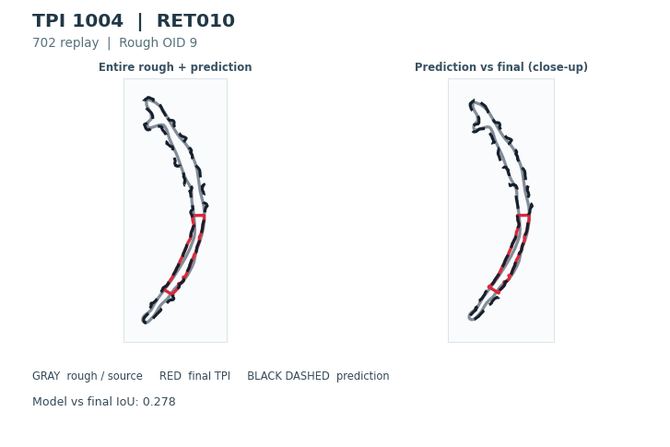 TPI 1004 | RET010
702 replay | Rough OID 9
Entire rough + prediction
Prediction vs final (close-up)
GRAY rough / source RED final TPI BLACK DASHED prediction
Model vs final IoU: 0.278